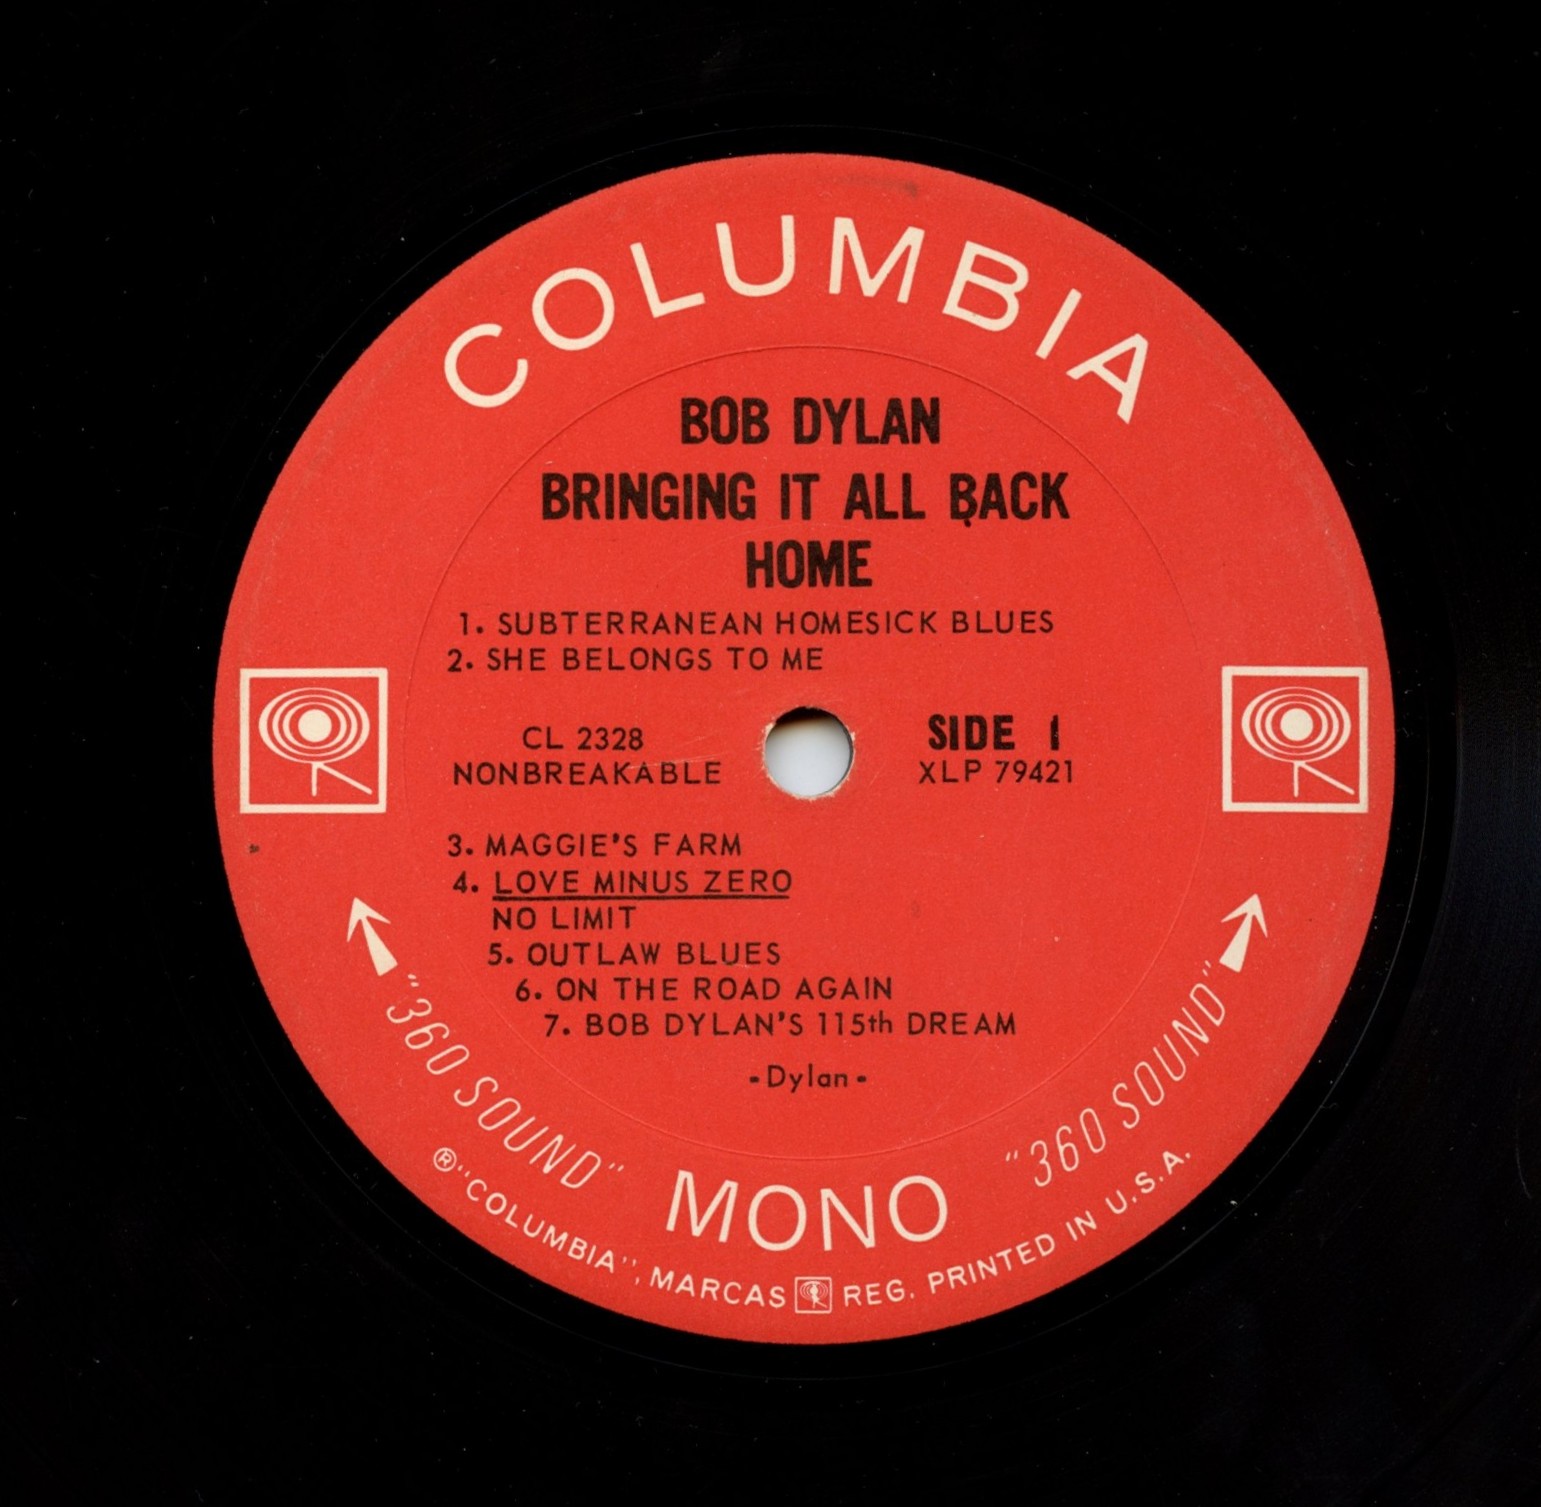 COLUMBIA
BOB DYLAN
BRINGING IT ALL BACK
HOME
1. SUBTERRANEAN HOMESICK BLUES
2. SHE BELONGS TO ME
CL 2328
NONBREAKABLE
SIDE 1
XLP 79421
3. MAGGIE'S FARM
4. LOVE MINUS ZERO
NO LIMIT
5. OUTLAW BLUES
6. ON THE ROAD AGAIN
7. BOB DYLAN'S 115th DREAM
-Dylan-
"360 SOUND"
MONO
"360 SOUND"
® "COLUMBIA", MARCAS REG. PRINTED IN U.S.A.